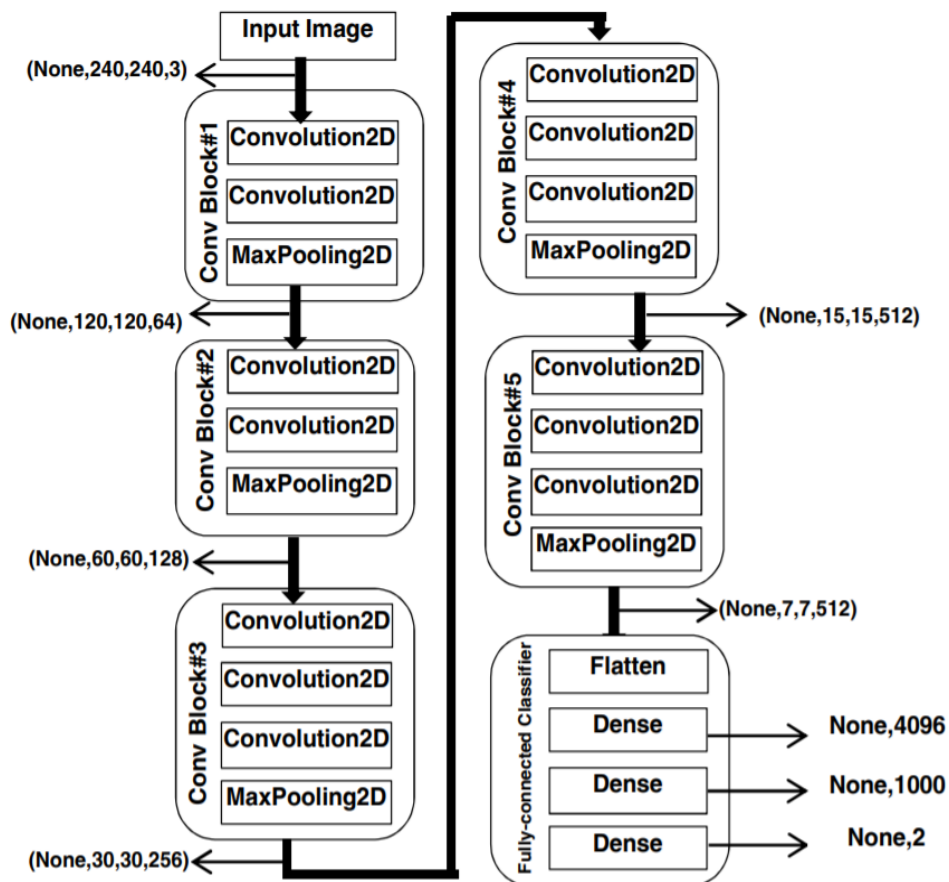 Input Image
(None,240,240,3)
Conv Block#1
Convolution2D
Convolution2D
MaxPooling2D
(None,120,120,64)
Conv Block#2
Convolution2D
Convolution2D
MaxPooling2D
(None,60,60,128)
Conv Block#3
Convolution2D
Convolution2D
Convolution2D
MaxPooling2D
(None,30,30,256)
Conv Block#4
Convolution2D
Convolution2D
Convolution2D
MaxPooling2D
(None,15,15,512)
Conv Block#5
Convolution2D
Convolution2D
Convolution2D
MaxPooling2D
(None,7,7,512)
Fully-connected Classifier
Flatten
Dense
None,4096
Dense
None,1000
Dense
None,2